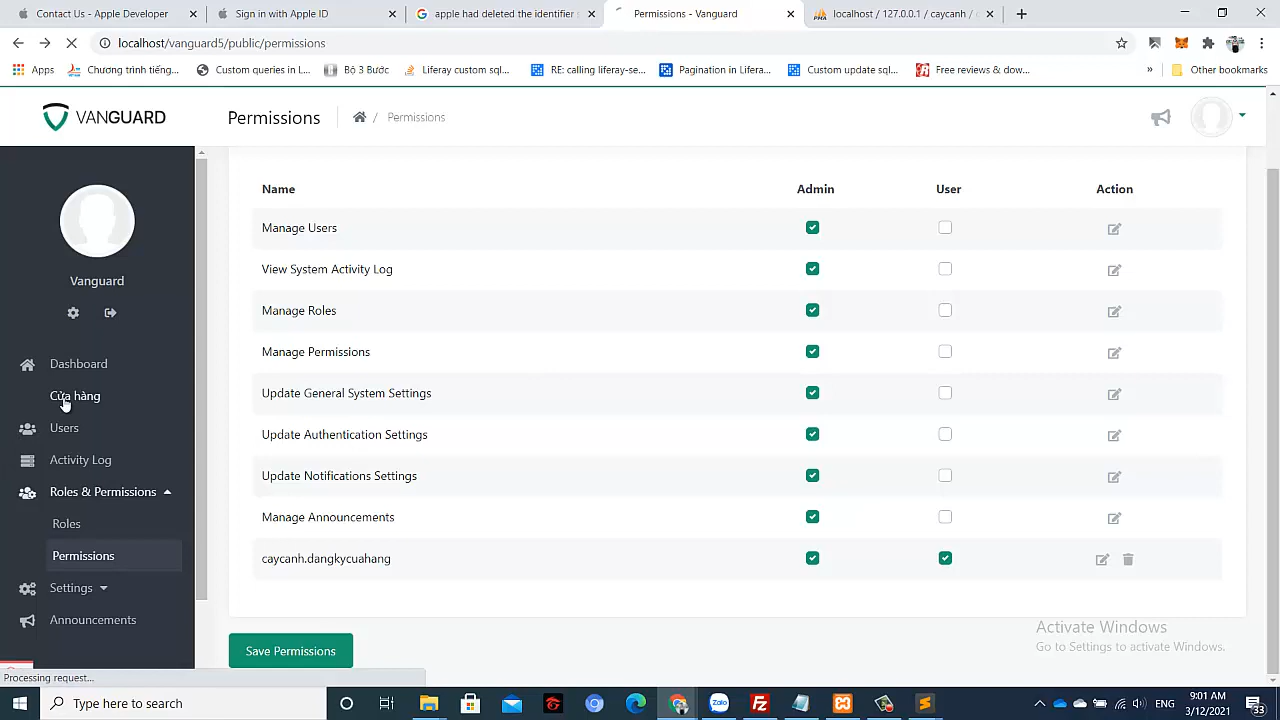 Contact Us - Apple Developer
Sign in with Apple ID
apple had deleted the identifier
Permissions - Vanguard
localhost / 127.0.0.1 / caycanh /
localhost/vanguard5/public/permissions
Apps
Chương trình tiếng...
Custom queries in L...
Bộ 3 Bước
Liferay custom sql...
RE: calling liferay-se...
Pagination in Lifera...
Custom update sql...
Free reviews & dow...
»
Other bookmarks
VANGUARD
Permissions
/ Permissions
Vanguard
Dashboard
Cửa hàng
Users
Activity Log
Roles & Permissions
Roles
Permissions
Settings
Announcements
Name Admin User Action
Manage Users
View System Activity Log
Manage Roles
Manage Permissions
Update General System Settings
Update Authentication Settings
Update Notifications Settings
Manage Announcements
caycanh.dangkycuahang
Save Permissions
Activate Windows
Go to Settings to activate Windows.
Processing request...
Type here to search
Zalo
ENG
9:01 AM
3/12/2021
33